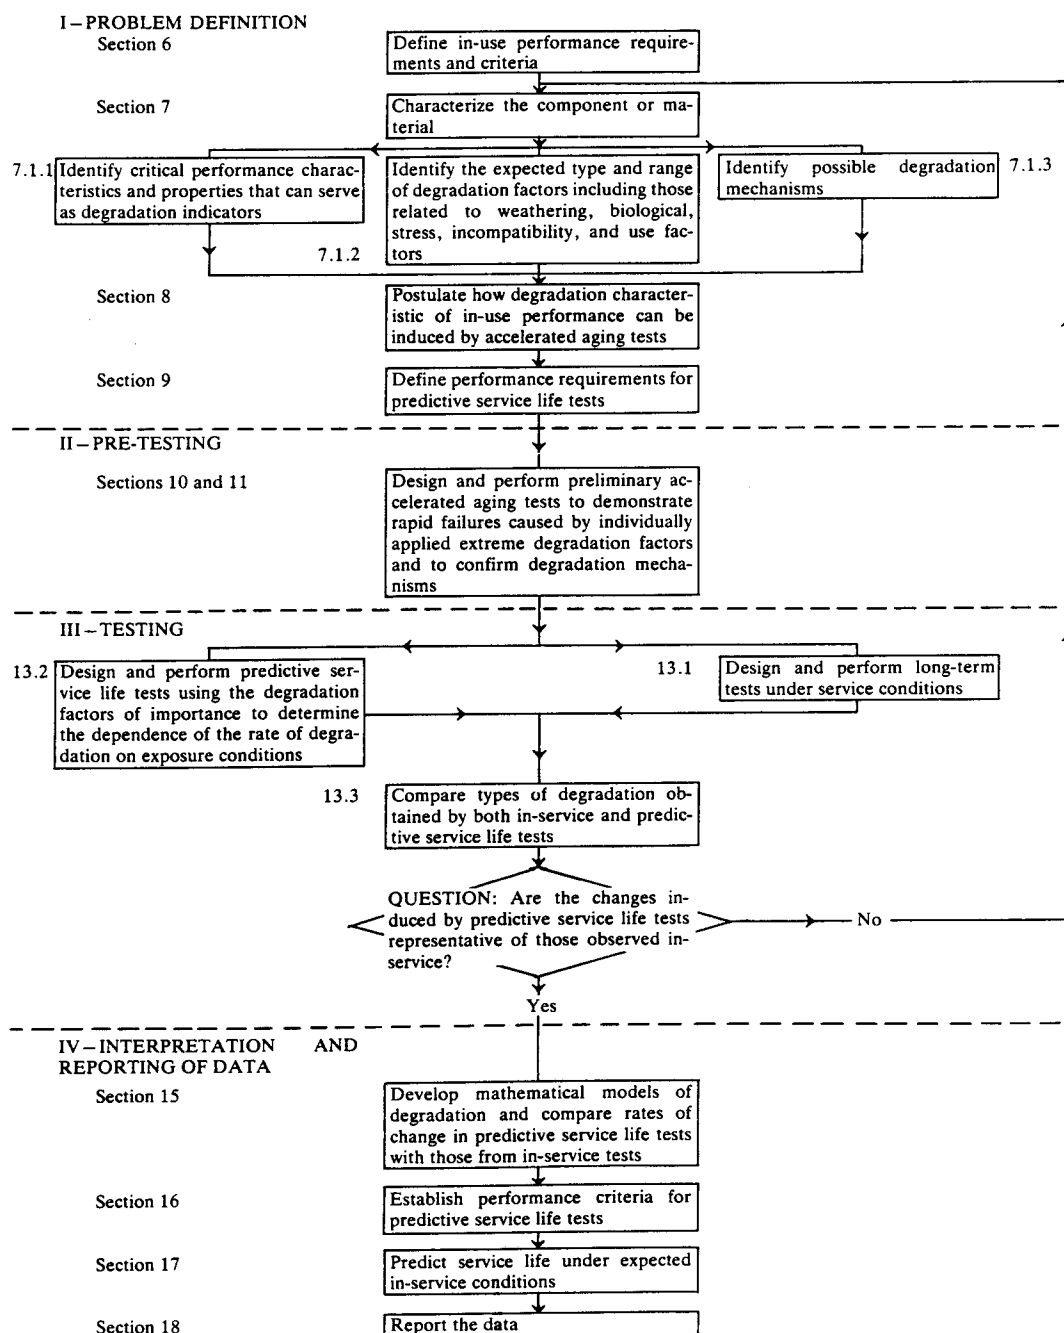 I–PROBLEM DEFINITION
Section 6
Define in-use performance require-
ments and criteria
Section 7
Characterize the component or ma-
terial
7.1.1
Identify critical performance charac-
teristics and properties that can serve
as degradation indicators
Identify the expected type and range
of degradation factors including those
related to weathering, biological,
stress, incompatibility, and use fac-
tors
7.1.2
Identify possible degradation
mechanisms
7.1.3
Section 8
Postulate how degradation character-
istic of in-use performance can be
induced by accelerated aging tests
Section 9
Define performance requirements for
predictive service life tests
II–PRE-TESTING
Sections 10 and 11
Design and perform preliminary ac-
celerated aging tests to demonstrate
rapid failures caused by individually
applied extreme degradation factors
and to confirm degradation mecha-
nisms
III–TESTING
13.2
Design and perform predictive ser-
vice life tests using the degradation
factors of importance to determine
the dependence of the rate of degra-
dation on exposure conditions
13.1
Design and perform long-term
tests under service conditions
13.3
Compare types of degradation ob-
tained by both in-service and predic-
tive service life tests
QUESTION: Are the changes in-
duced by predictive service life tests
representative of those observed in-
service?
No
Yes
IV–INTERPRETATION AND
REPORTING OF DATA
Section 15
Develop mathematical models of
degradation and compare rates of
change in predictive service life tests
with those from in-service tests
Section 16
Establish performance criteria for
predictive service life tests
Section 17
Predict service life under expected
in-service conditions
Section 18
Report the data